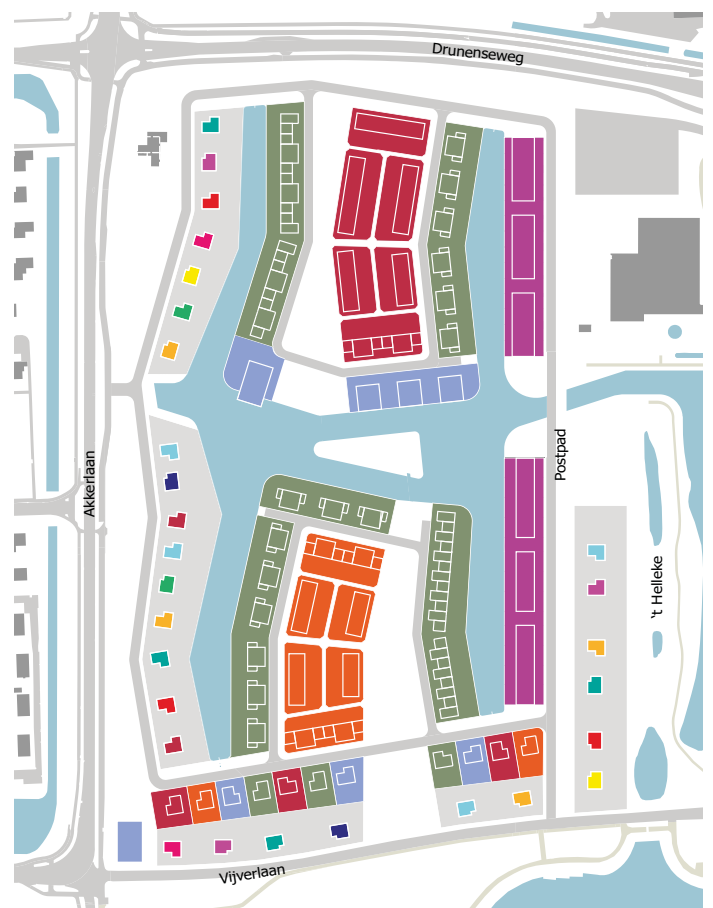 Drunenseweg
Akkerlaan
Postpad
't Helleke
Vijverlaan